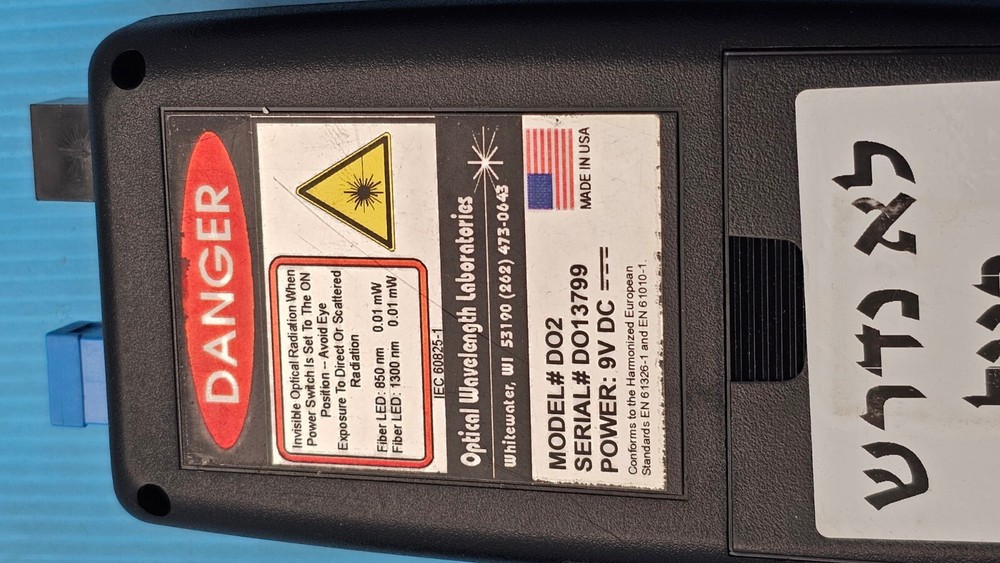 DANGER
Invisible Optical Radiation When
Power Switch Is Set To The ON
Position – Avoid Eye
Exposure To Direct Or Scattered
Radiation
Fiber LED: 850 nm 0.01 mW
Fiber LED: 1300 nm 0.01 mW
IEC 60825-1
Optical Wavelength Laboratories
Whitewater, WI 53190 (262) 473-0643
MODEL# DO2
SERIAL# DO13799
POWER: 9V DC
MADE IN USA
Conforms to the Harmonized European
Standards EN 61326-1 and EN 61010-1.
לא נדרש